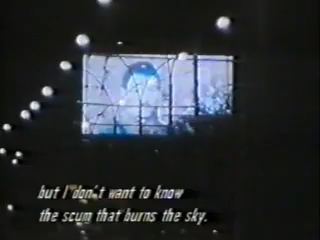 but I don't want to know
the scum that burns the sky.